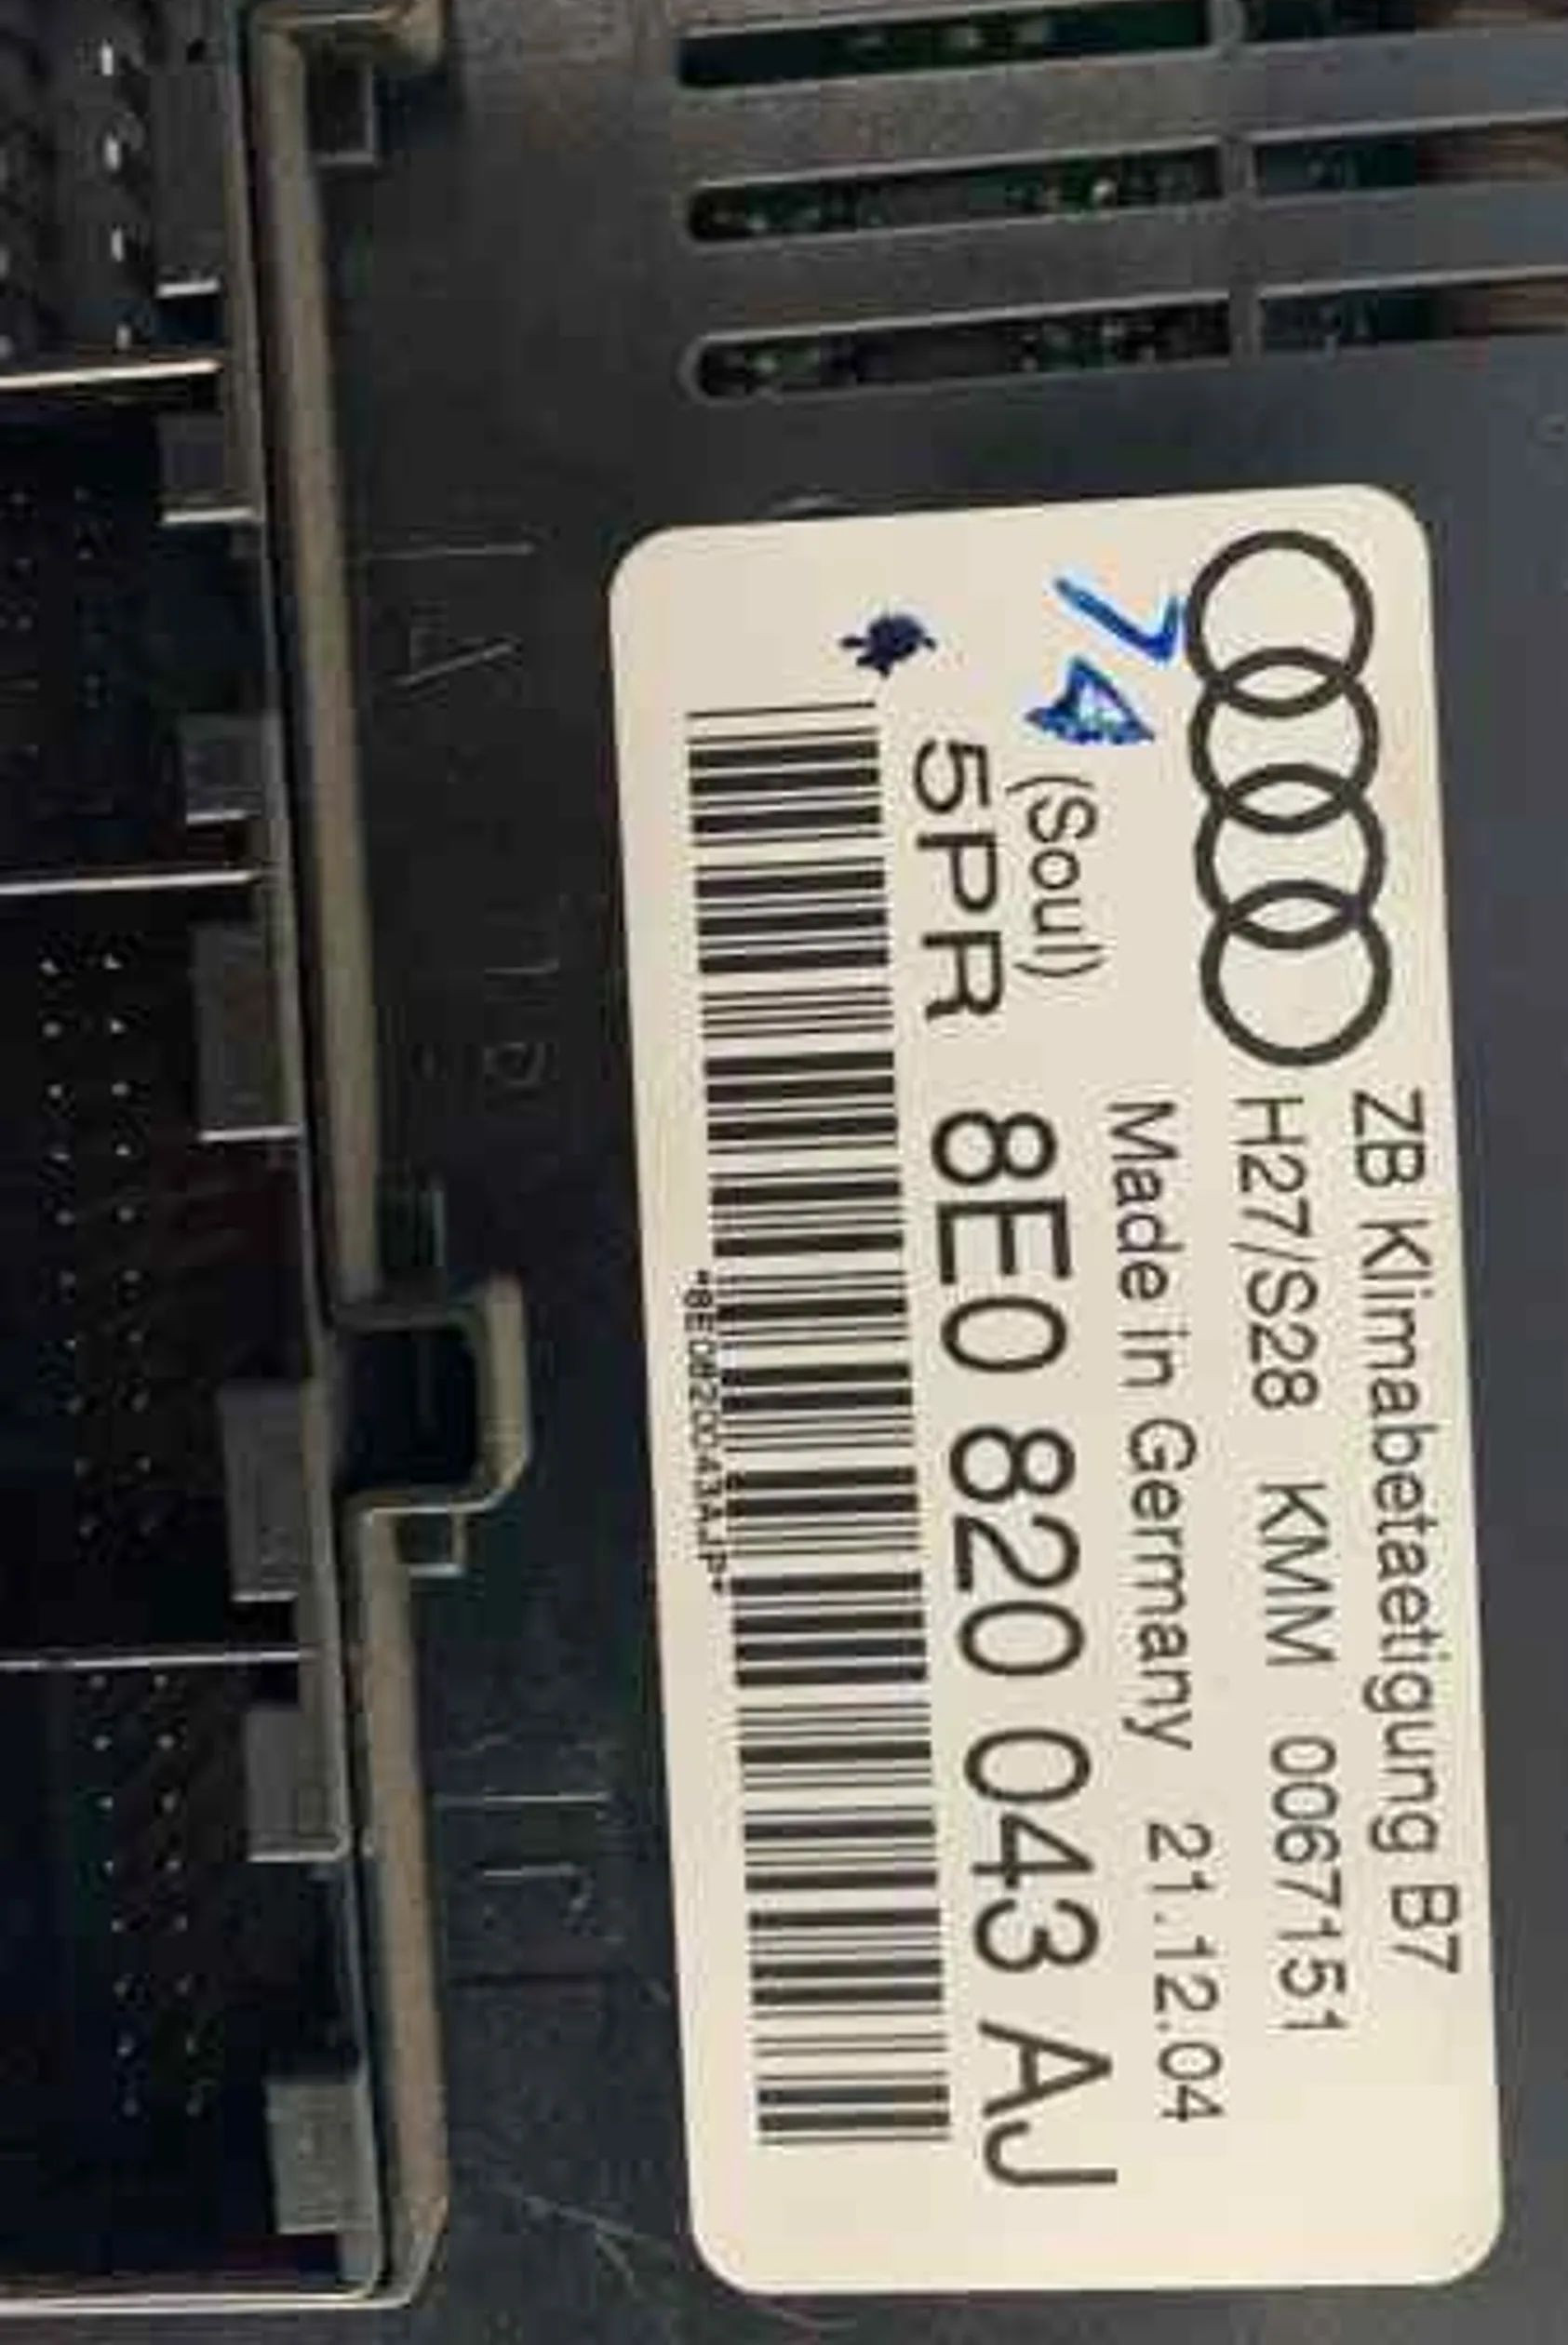 ZB Klimabetaetigung B7
H27/S28 KMM 0067151
74
Made in Germany 21.12.04
(Soul)
5PR 8E0 820 043 AJ
*8E0820043AJP*